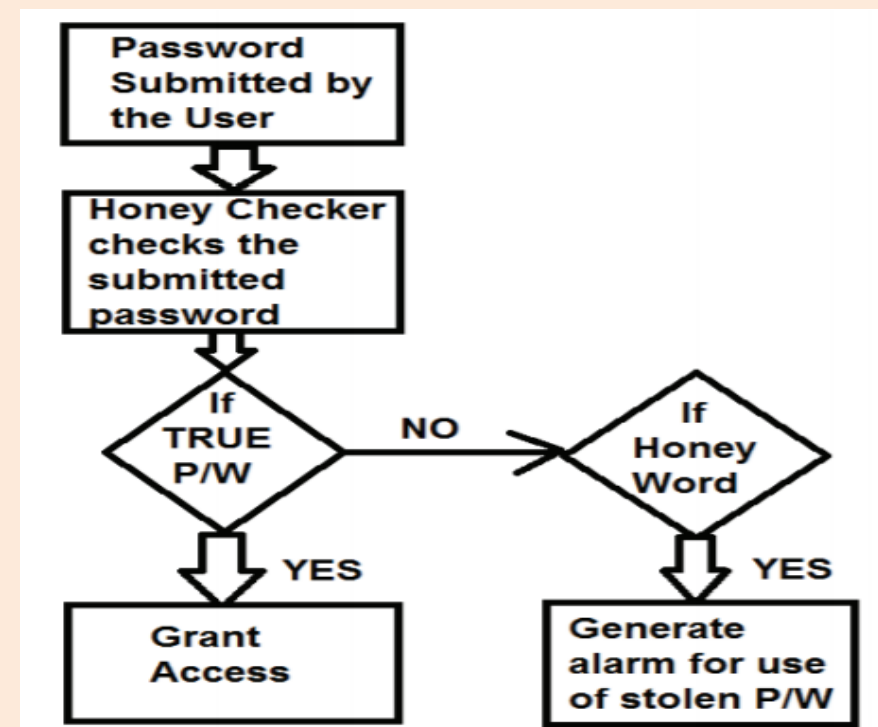 Password
Submitted by
the User
Honey Checker
checks the
submitted
password
If
TRUE
P/W
NO
If
Honey
Word
YES
YES
Grant
Access
Generate
alarm for use
of stolen P/W